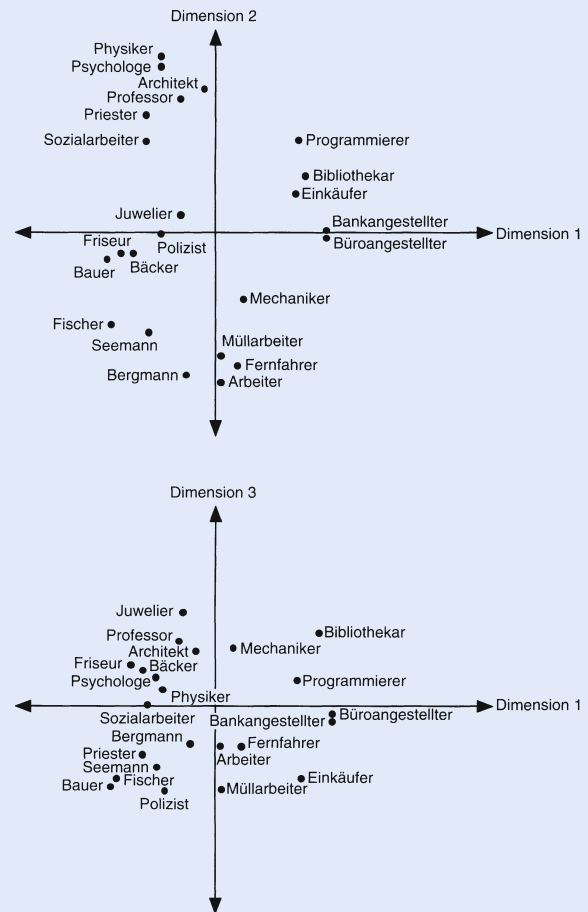 Dimension 2
Physiker
Psychologe
Architekt
Professor
Priester
Sozialarbeiter
Programmierer
Bibliothekar
Einkäufer
Juwelier
Bankangestellter
Dimension 1
Polizist
Büroangestellter
Friseur
Bäcker
Bauer
Mechaniker
Fischer
Seemann
Müllarbeiter
Fernfahrer
Bergmann
Arbeiter
Dimension 3
Juwelier
Bibliothekar
Professor
Architekt
Mechaniker
Friseur
Bäcker
Psychologe
Programmierer
Physiker
Dimension 1
Büroangestellter
Sozialarbeiter
Bankangestellter
Bergmann
Fernfahrer
Priester
Arbeiter
Seemann
Fischer
Einkäufer
Bauer
Müllarbeiter
Polizist